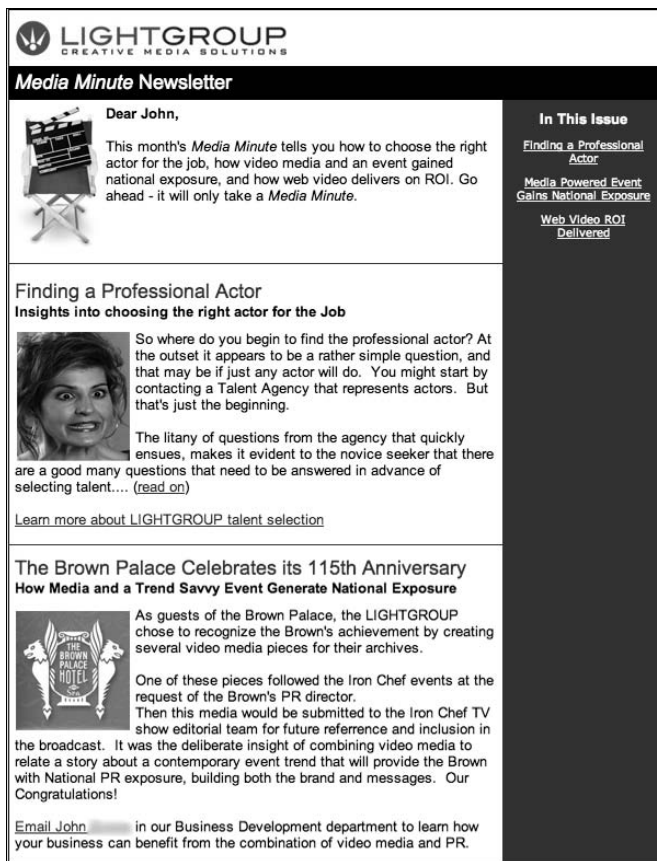 LIGHTGROUP
CREATIVE MEDIA SOLUTIONS
Media Minute Newsletter
Dear John,
This month's Media Minute tells you how to choose the right
actor for the job, how video media and an event gained
national exposure, and how web video delivers on ROI. Go
ahead - it will only take a Media Minute.
In This Issue
Finding a Professional
Actor
Media Powered Event
Gains National Exposure
Web Video ROI
Delivered
Finding a Professional Actor
Insights into choosing the right actor for the Job
So where do you begin to find the professional actor? At
the outset it appears to be a rather simple question, and
that may be if just any actor will do.  You might start by
contacting a Talent Agency that represents actors.  But
that's just the beginning.
The litany of questions from the agency that quickly
ensues, makes it evident to the novice seeker that there
are a good many questions that need to be answered in advance of
selecting talent.... (read on)
Learn more about LIGHTGROUP talent selection
The Brown Palace Celebrates its 115th Anniversary
How Media and a Trend Savvy Event Generate National Exposure
THE
BROWN
PALACE
HOTEL
SPA
As guests of the Brown Palace, the LIGHTGROUP
chose to recognize the Brown's achievement by creating
several video media pieces for their archives.
One of these pieces followed the Iron Chef events at the
request of the Brown's PR director.
Then this media would be submitted to the Iron Chef TV
show editorial team for future referrence and inclusion in
the broadcast.  It was the deliberate insight of combining video media to
relate a story about a contemporary event trend that will provide the Brown
with National PR exposure, building both the brand and messages.  Our
Congratulations!
Email John in our Business Development department to learn how
your business can benefit from the combination of video media and PR.